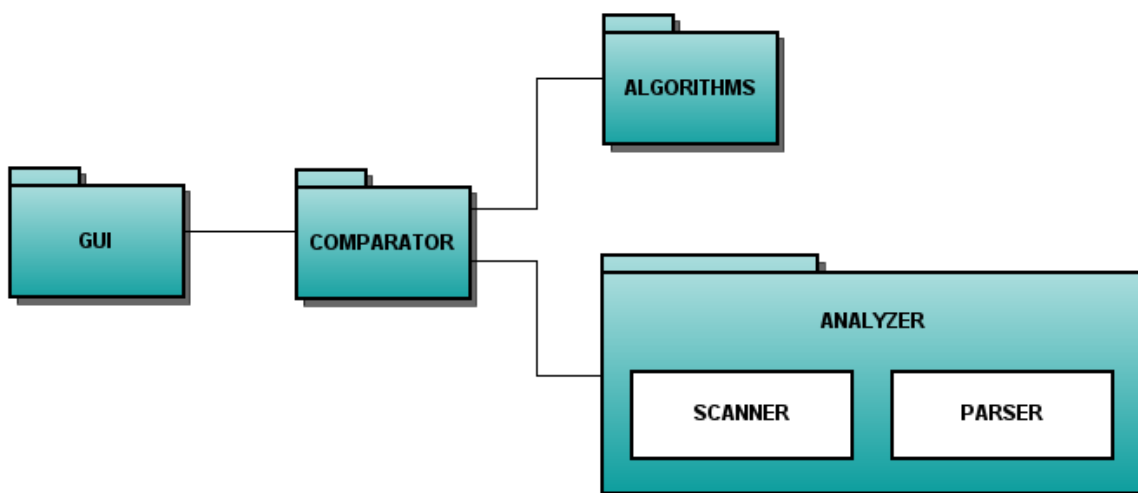 ALGORITHMS
GUI
COMPARATOR
ANALYZER
SCANNER
PARSER